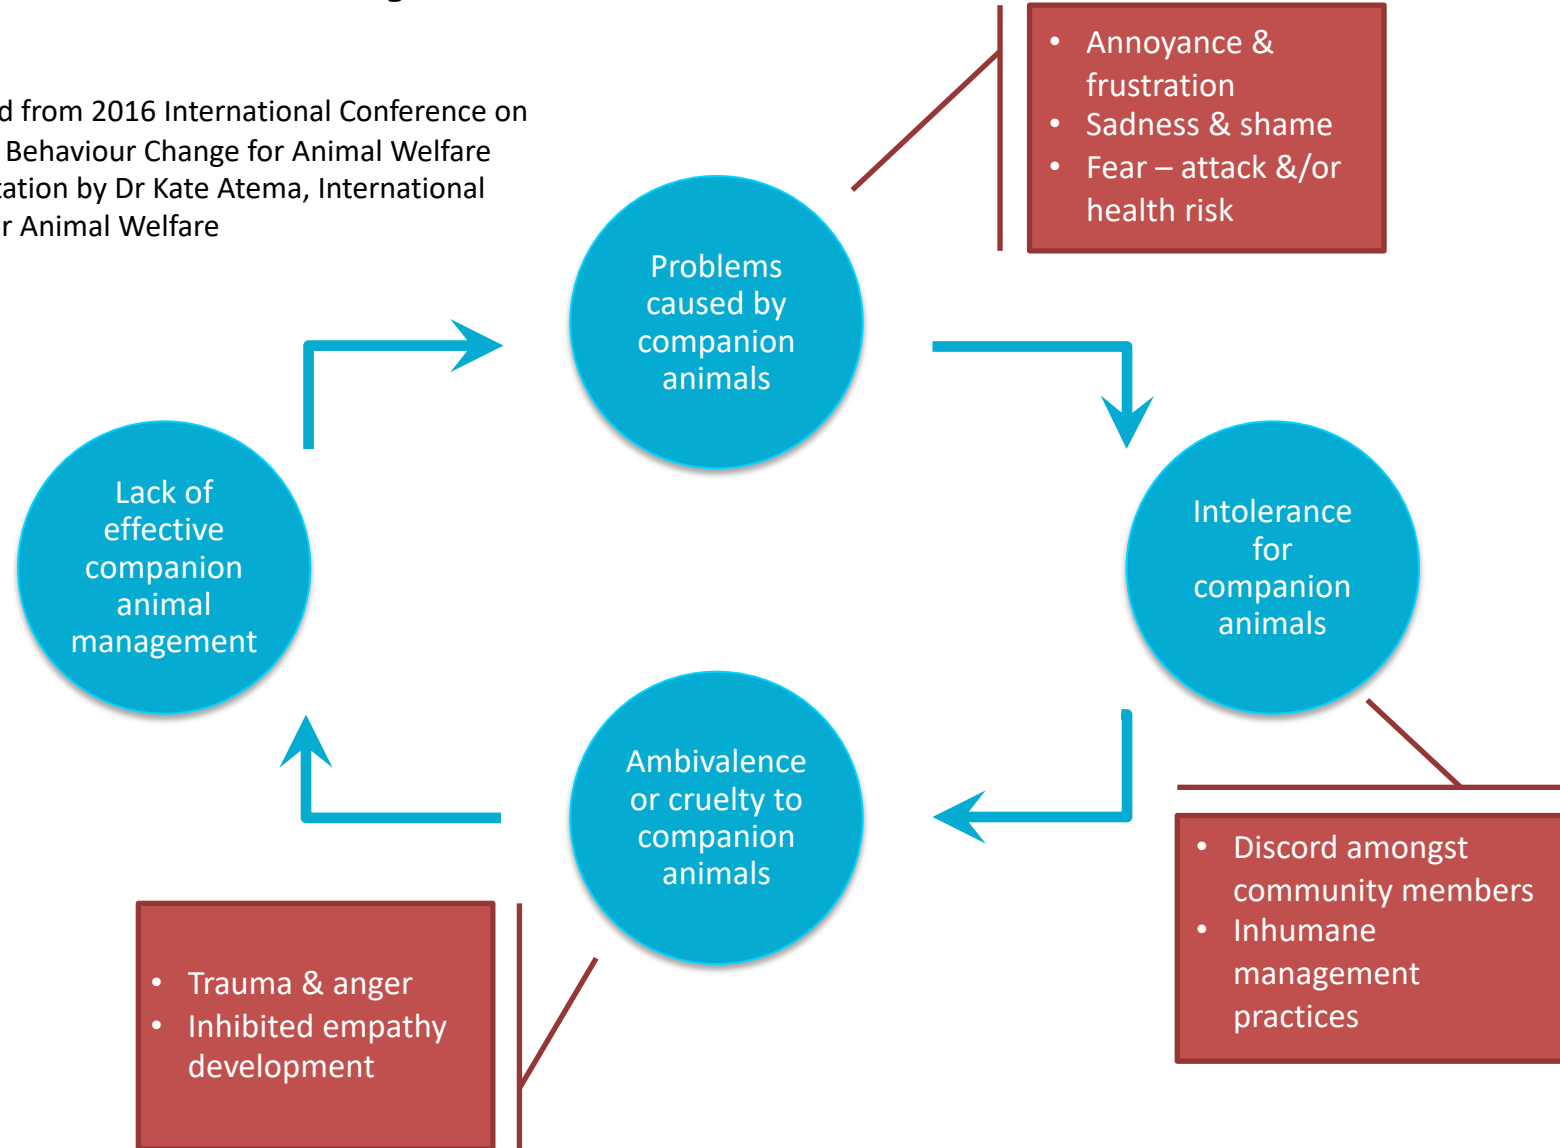 d from 2016 International Conference on
Behaviour Change for Animal Welfare
tation by Dr Kate Atema, International
r Animal Welfare
• Annoyance &
frustration
• Sadness & shame
• Fear – attack &/or
health risk
Problems
caused by
companion
animals
Lack of
effective
companion
animal
management
Intolerance
for
companion
animals
Ambivalence
or cruelty to
companion
animals
• Discord amongst
community members
• Inhumane
management
practices
• Trauma & anger
• Inhibited empathy
development